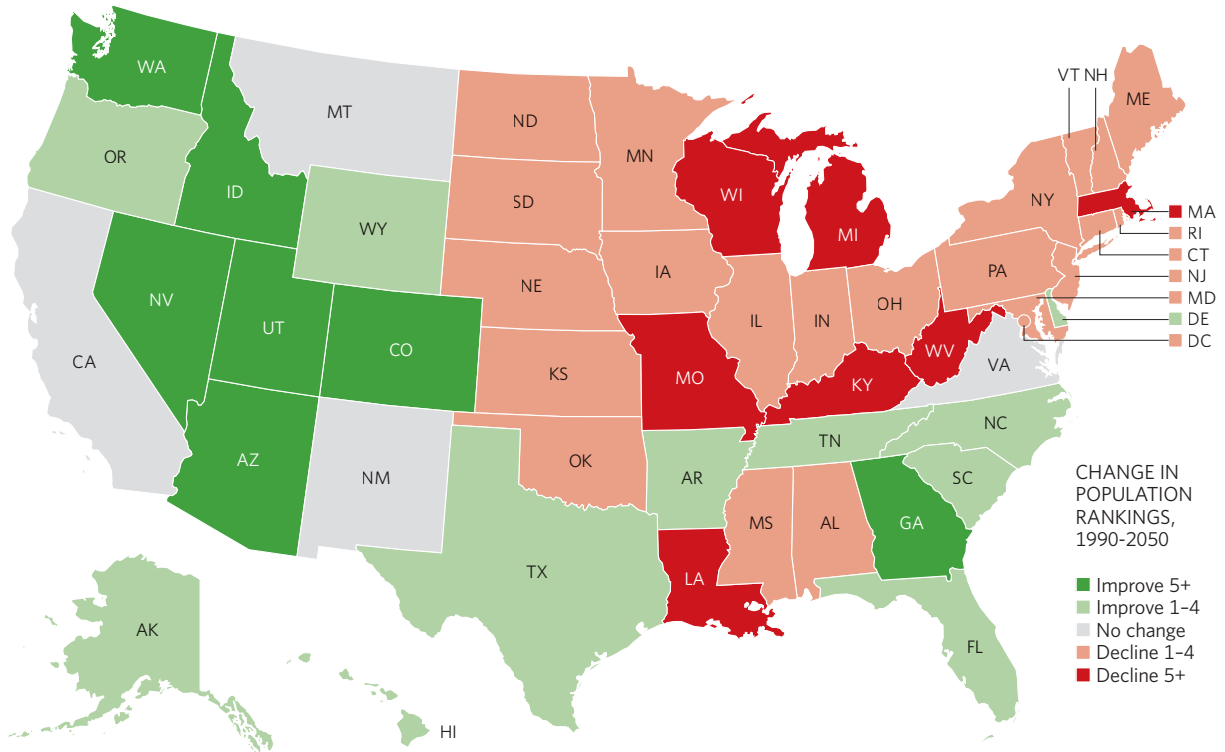 VT NH
ME
WA
MT
ND
MN
OR
ID
SD
WI
NY
MA
WY
MI
RI
CT
IA
PA
NJ
NE
NV
OH
MD
IL
IN
DE
UT
CO
DC
CA
WV
VA
KS
MO
KY
NC
TN
AZ
OK
NM
AR
SC
CHANGE IN
POPULATION
RANKINGS,
1990-2050
MS
AL
GA
TX
LA
Improve 5+
Improve 1–4
No change
AK
FL
Decline 1–4
Decline 5+
HI